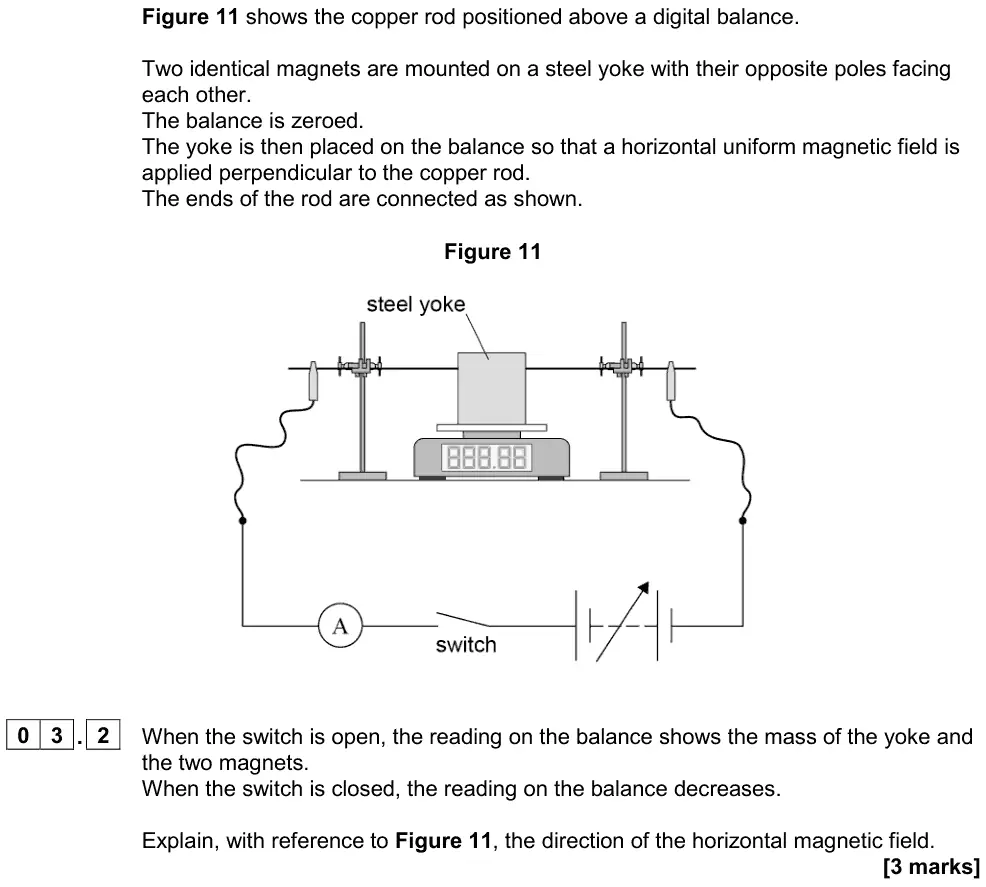 Figure 11 shows the copper rod positioned above a digital balance.
Two identical magnets are mounted on a steel yoke with their opposite poles facing
each other.
The balance is zeroed.
The yoke is then placed on the balance so that a horizontal uniform magnetic field is
applied perpendicular to the copper rod.
The ends of the rod are connected as shown.
Figure 11
steel yoke
888.88
A
switch
0 3 . 2 When the switch is open, the reading on the balance shows the mass of the yoke and
the two magnets.
When the switch is closed, the reading on the balance decreases.
Explain, with reference to Figure 11, the direction of the horizontal magnetic field.
[3 marks]